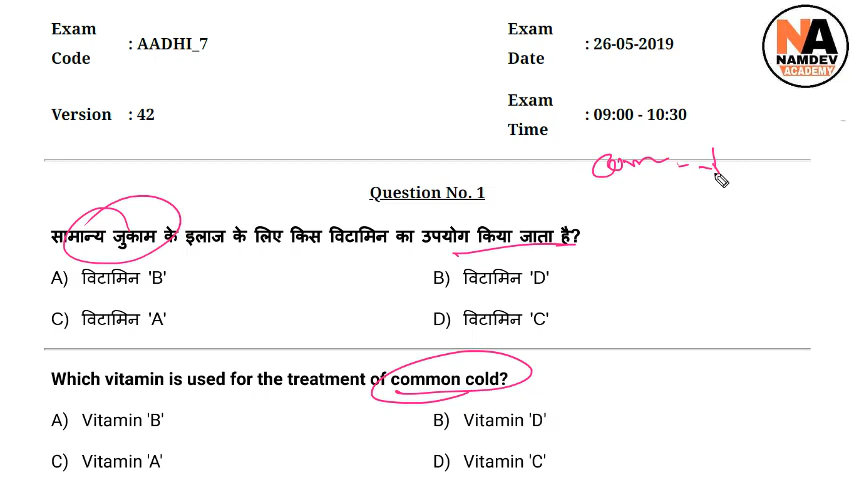 Exam Code : AADHI_7
Exam Date : 26-05-2019
NA
NAMDEV
ACADEMY
Version : 42
Exam Time : 09:00 - 10:30
Question No. 1
सामान्य जुकाम के इलाज के लिए किस विटामिन का उपयोग किया जाता है?
A) विटामिन 'B'
B) विटामिन 'D'
C) विटामिन 'A'
D) विटामिन 'C'
Which vitamin is used for the treatment of common cold?
A) Vitamin 'B'
B) Vitamin 'D'
C) Vitamin 'A'
D) Vitamin 'C'